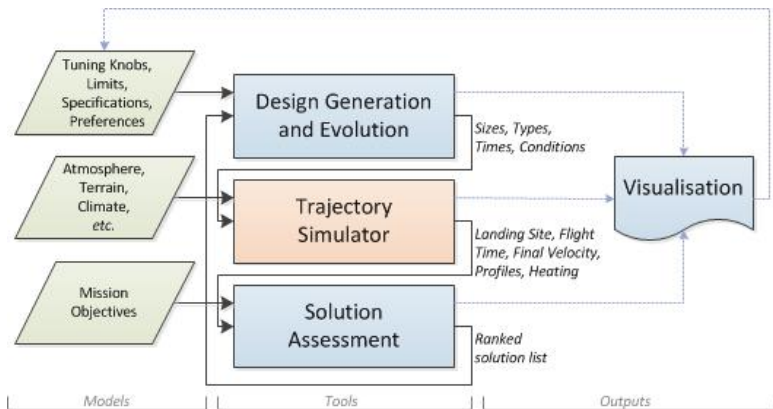 Tuning Knobs,
Limits,
Specifications,
Preferences
Design Generation
and Evolution
Sizes, Types,
Times, Conditions
Atmosphere,
Terrain,
Climate,
etc.
Trajectory
Simulator
Visualisation
Landing Site, Flight
Time, Final Velocity,
Profiles, Heating
Mission
Objectives
Solution
Assessment
Ranked
solution list
Models
Tools
Outputs